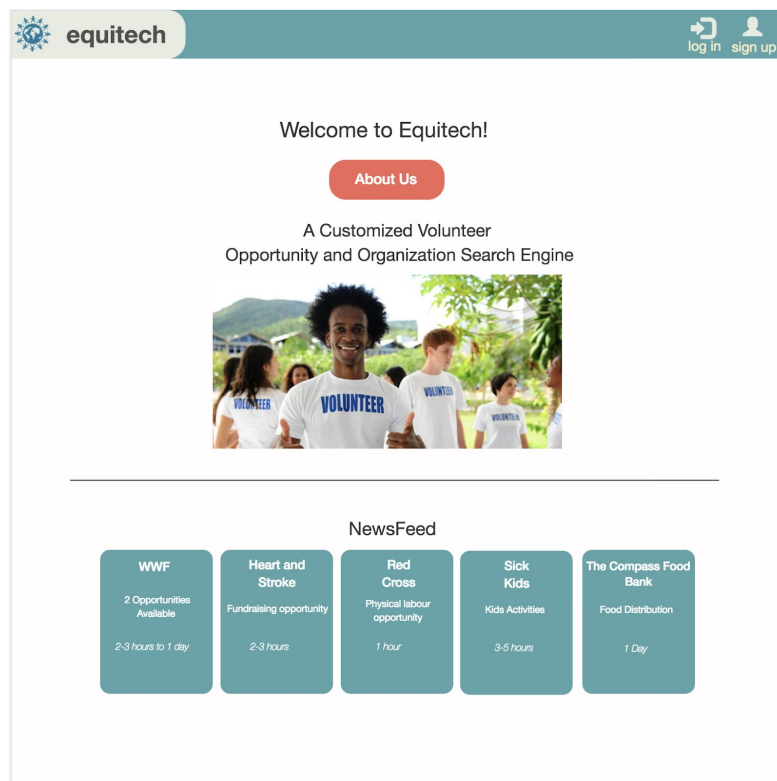 equitech
log in
sign up
Welcome to Equitech!
About Us
A Customized Volunteer
Opportunity and Organization Search Engine
VOLUNTEER
VOLUNTEER
VOLUNTEER
VOLUNTEER
NewsFeed
WWF
2 Opportunities
Available
2-3 hours to 1 day
Heart and
Stroke
Fundraising opportunity
2-3 hours
Red
Cross
Physical labour
opportunity
1 hour
Sick
Kids
Kids Activities
3-5 hours
The Compass Food
Bank
Food Distribution
1 Day